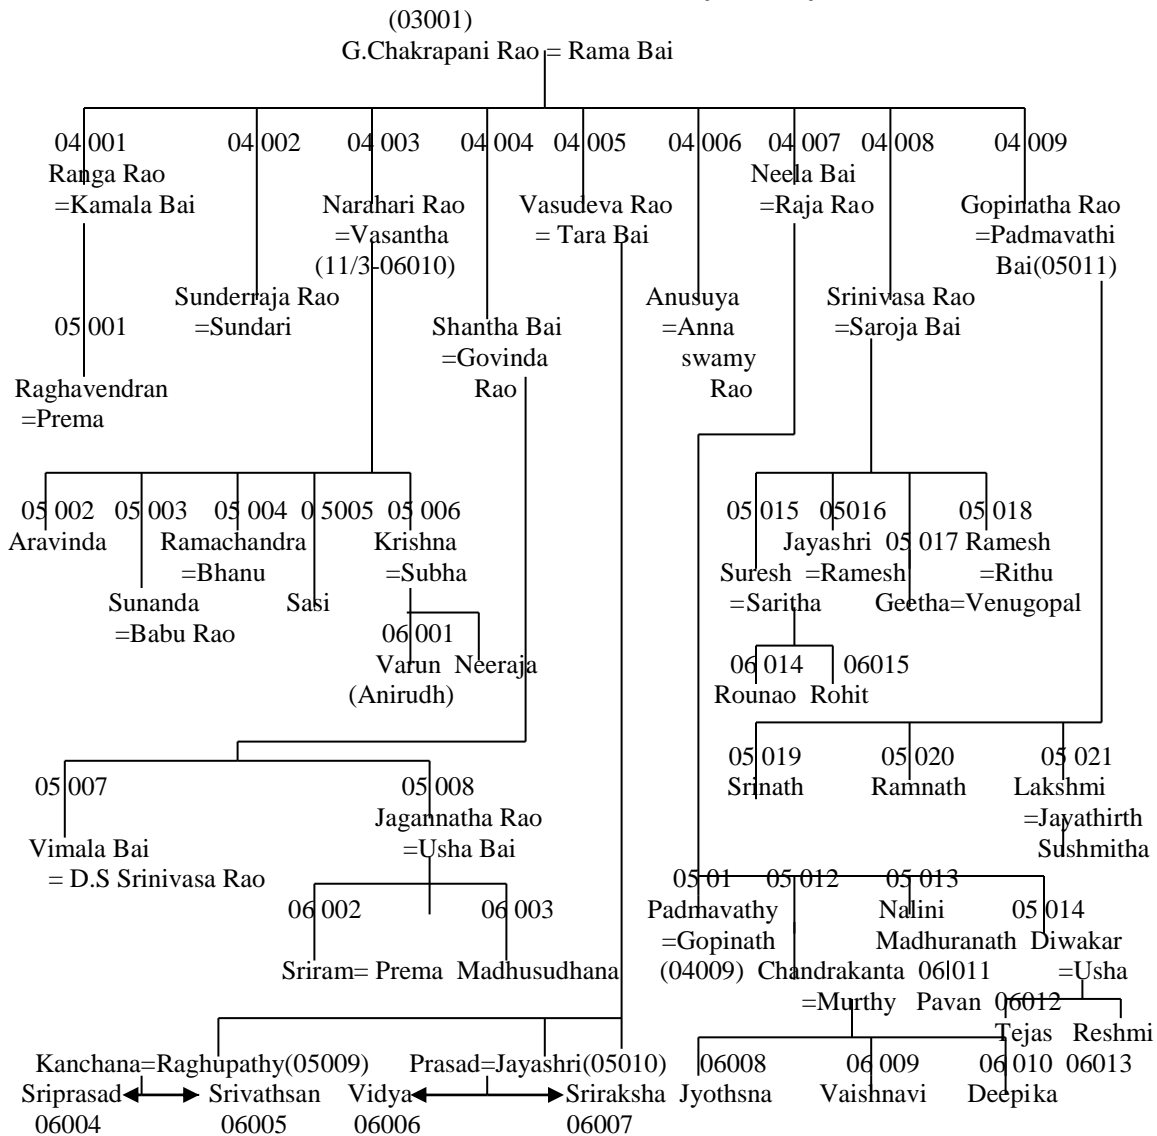 (03001)
G.Chakrapani Rao = Rama Bai
04 001 04 002 04 003 04 004 04 005 04 006 04 007 04 008 04 009
Ranga Rao Neela Bai
=Kamala Bai Narahari Rao Vasudeva Rao =Raja Rao Gopinatha Rao
=Vasantha = Tara Bai =Padmavathi
(11/3-06010) Bai(05011)
Sunderraja Rao Anusuya Srinivasa Rao
05 001 =Sundari Shantha Bai =Anna =Saroja Bai
=Govinda swamy
Raghavendran Rao Rao
=Prema
05 002 05 003 05 004 0 5005 05 006 05 015 05016 05 018
Aravinda Ramachandra Krishna Jayashri 05 017 Ramesh
=Bhanu =Subha Suresh =Ramesh =Rithu
Sunanda Sasi =Saritha Geetha=Venugopal
=Babu Rao 06 001
Varun Neeraja 06 014 06015
(Anirudh) Rounao Rohit
05 007 05 008 05 019 05 020 05 021
Srinath Ramnath Lakshmi
Jagannatha Rao =Jayathirth
Vimala Bai =Usha Bai Sushmitha
= D.S Srinivasa Rao
05 01 05 012 05 013
06 002 06 003 Padmavathy Nalini 05 014
=Gopinath Madhuranath Diwakar
Sriram= Prema Madhusudhana (04009) Chandrakanta 06 011 =Usha
=Murthy Pavan 06012
Tejas Reshmi
Kanchana=Raghupathy(05009) Prasad=Jayashri(05010) 06008 06 009 06 010 06013
Sriprasad Srivathsan Vidya Sriraksha Jyothsna Vaishnavi Deepika
06004 06005 06006 06007